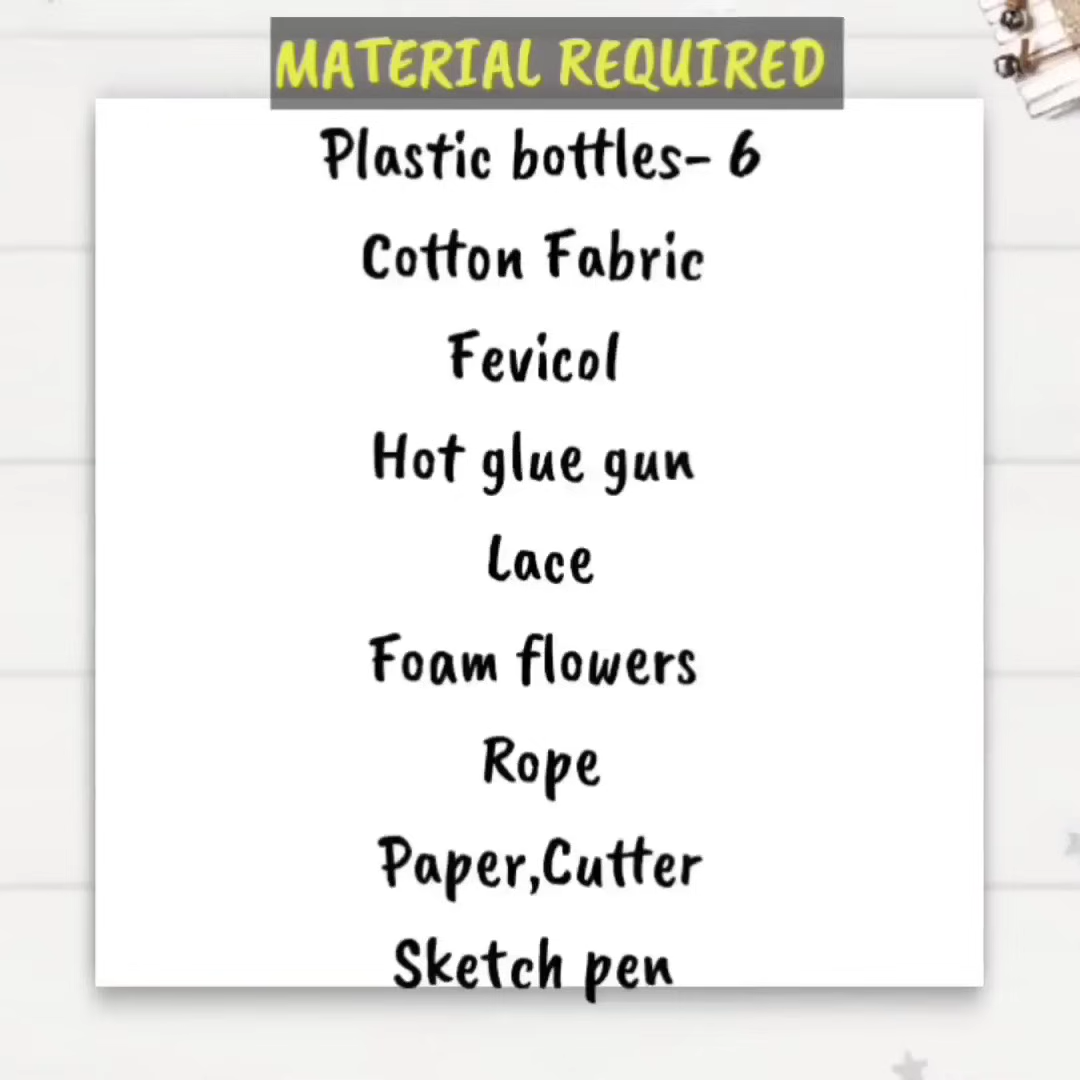 MATERIAL REQUIRED
Plastic bottles- 6
Cotton Fabric
Fevicol
Hot glue gun
Lace
Foam flowers
Rope
Paper,Cutter
Sketch pen